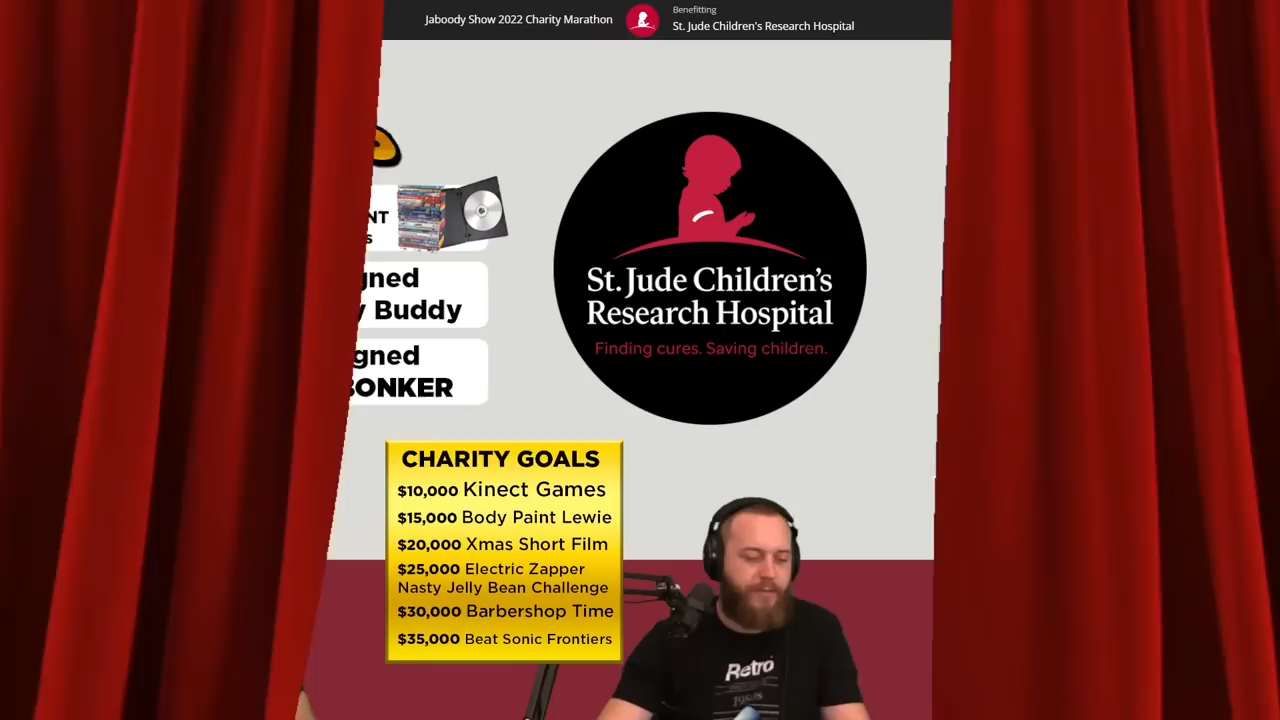 Jaboody Show 2022 Charity Marathon
Benefitting
St. Jude Children's Research Hospital
NT
s
gned
y Buddy
gned
BONKER
St. Jude Children's
Research Hospital
Finding cures. Saving children.
CHARITY GOALS
$10,000 Kinect Games
$15,000 Body Paint Lewie
$20,000 Xmas Short Film
$25,000 Electric Zapper
Nasty Jelly Bean Challenge
$30,000 Barbershop Time
$35,000 Beat Sonic Frontiers
Retro